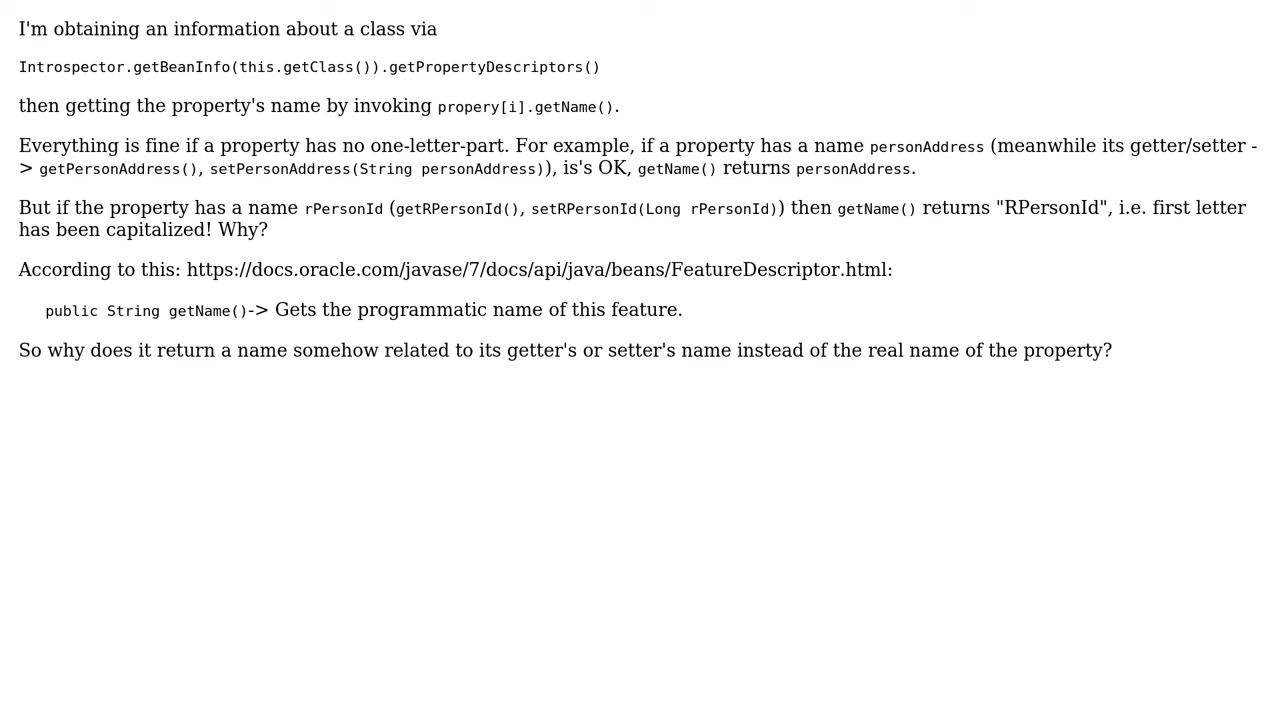 I'm obtaining an information about a class via
Introspector.getBeanInfo(this.getClass()).getPropertyDescriptors()
then getting the property's name by invoking propery[i].getName().
Everything is fine if a property has no one-letter-part. For example, if a property has a name personAddress (meanwhile its getter/setter -
> getPersonAddress(), setPersonAddress(String personAddress)), is's OK, getName() returns personAddress.
But if the property has a name rPersonId (getRPersonId(), setRPersonId(Long rPersonId)) then getName() returns "RPersonId", i.e. first letter
has been capitalized! Why?
According to this: https://docs.oracle.com/javase/7/docs/api/java/beans/FeatureDescriptor.html:
public String getName()-> Gets the programmatic name of this feature.
So why does it return a name somehow related to its getter's or setter's name instead of the real name of the property?